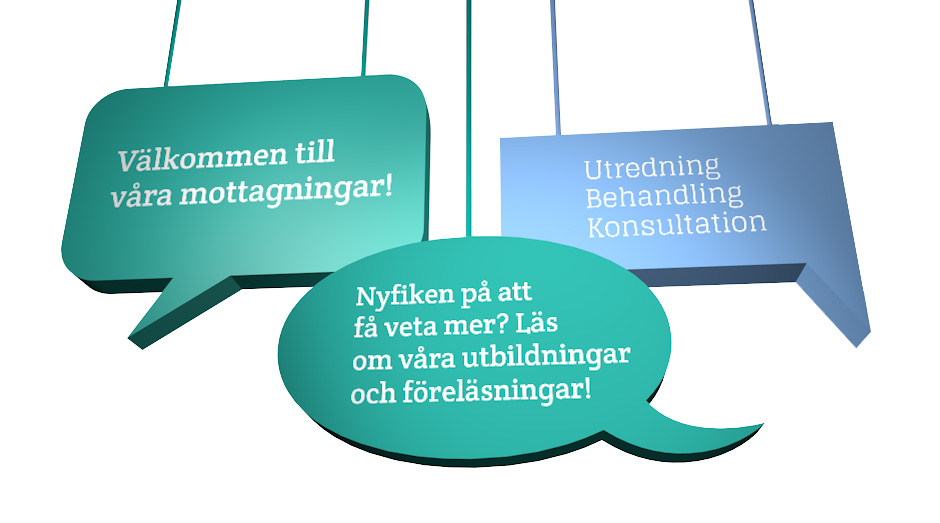 Välkommen till
våra mottagningar!
Utredning
Behandling
Konsultation
Nyfiken på att
få veta mer? Läs
om våra utbildningar
och föreläsningar!